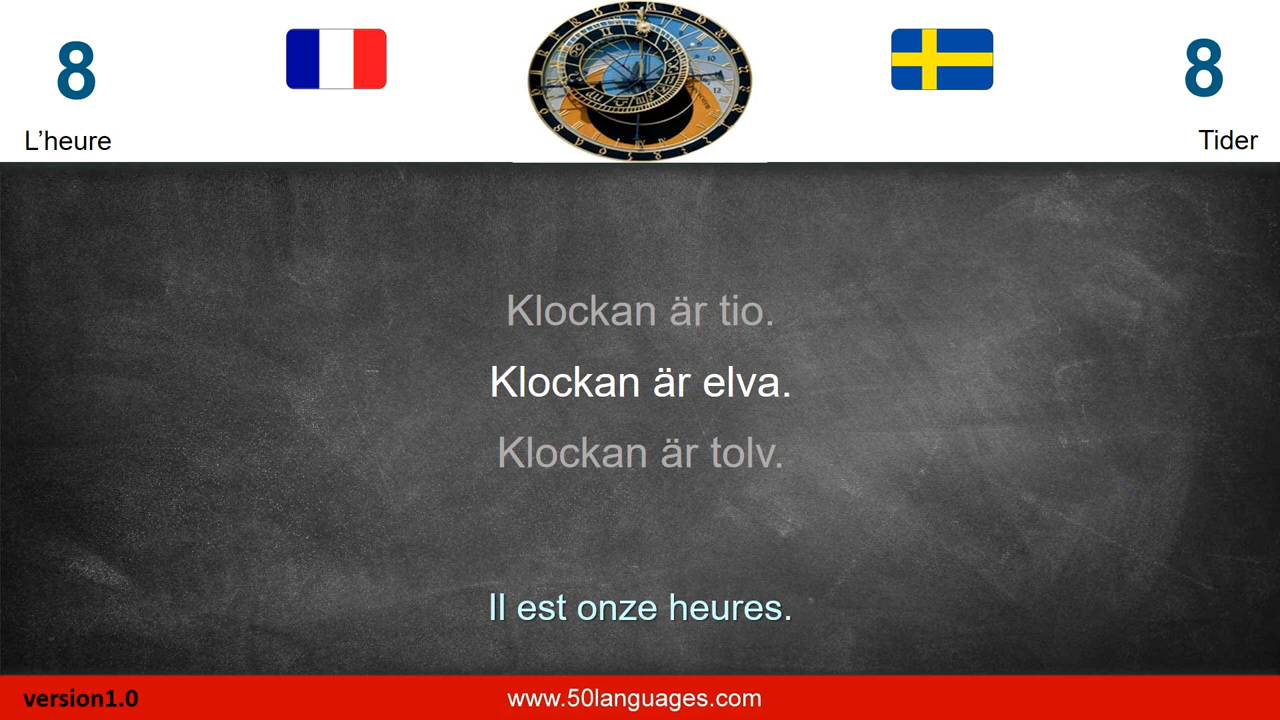 8
8
L’heure
Tider
Klockan är tio.
Klockan är elva.
Klockan är tolv.
Il est onze heures.
version1.0
www.50languages.com